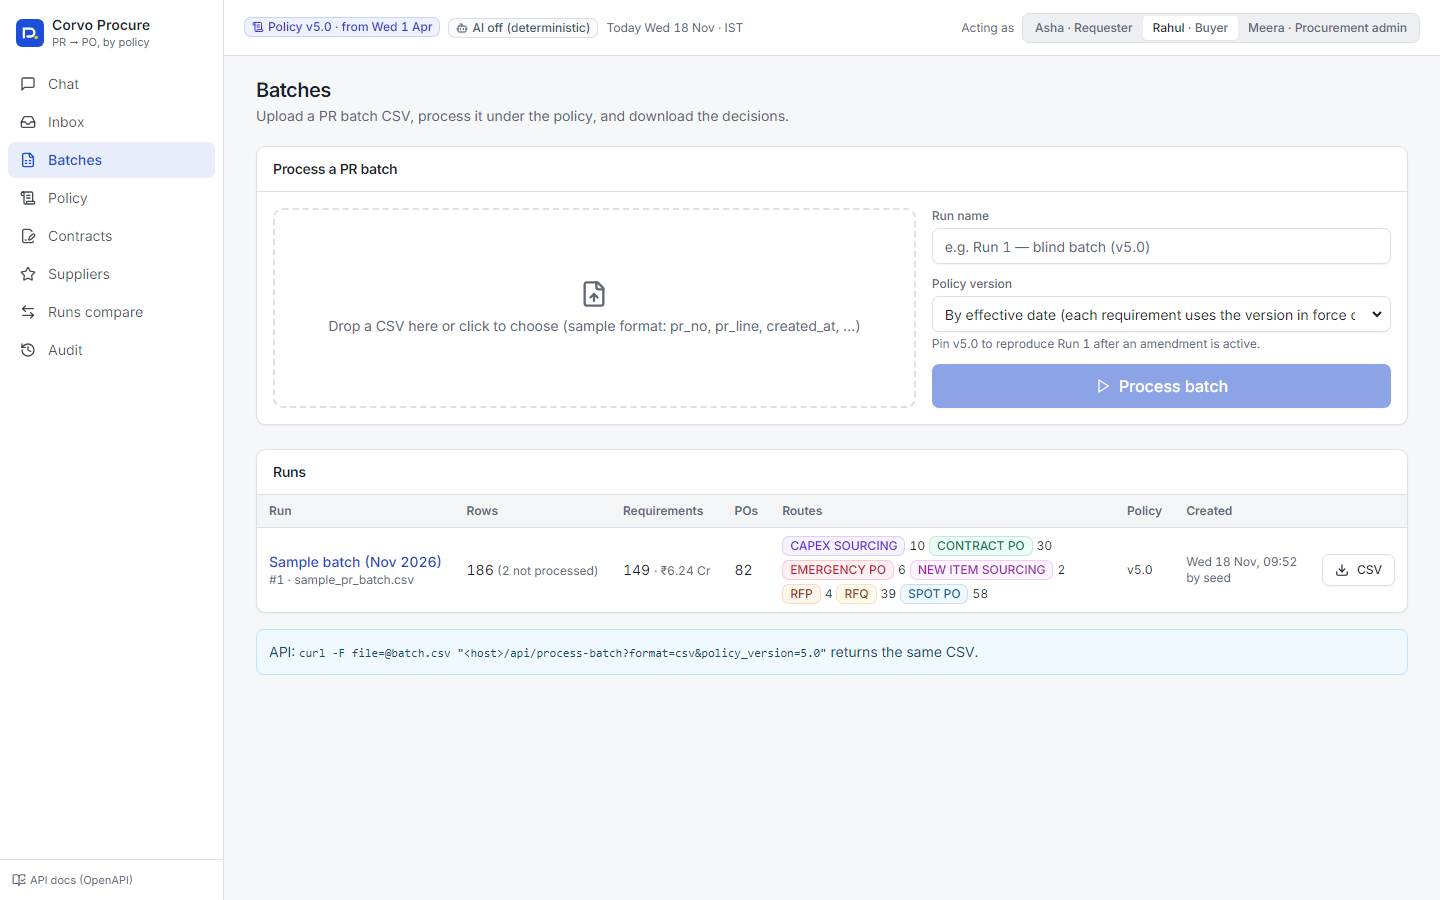 Corvo Procure
PR → PO, by policy
Chat
Inbox
Batches
Policy
Contracts
Suppliers
Runs compare
Audit
API docs (OpenAPI)
Policy v5.0 · from Wed 1 Apr
AI off (deterministic)
Today Wed 18 Nov · IST
Acting as
Asha · Requester
Rahul · Buyer
Meera · Procurement admin
Batches
Upload a PR batch CSV, process it under the policy, and download the decisions.
Process a PR batch
Drop a CSV here or click to choose (sample format: pr_no, pr_line, created_at, …)
Run name
e.g. Run 1 — blind batch (v5.0)
Policy version
By effective date (each requirement uses the version in force
Pin v5.0 to reproduce Run 1 after an amendment is active.
Process batch
Runs
Run Rows Requirements POs Routes Policy Created
Sample batch (Nov 2026)
#1 · sample_pr_batch.csv
186 (2 not processed)
149 · ₹6.24 Cr
82
CAPEX SOURCING 10 CONTRACT PO 30
EMERGENCY PO 6 NEW ITEM SOURCING 2
RFP 4 RFQ 39 SPOT PO 58
v5.0
Wed 18 Nov, 09:52
by seed
CSV
API: curl -F file=@batch.csv "<host>/api/process-batch?format=csv&policy_version=5.0" returns the same CSV.